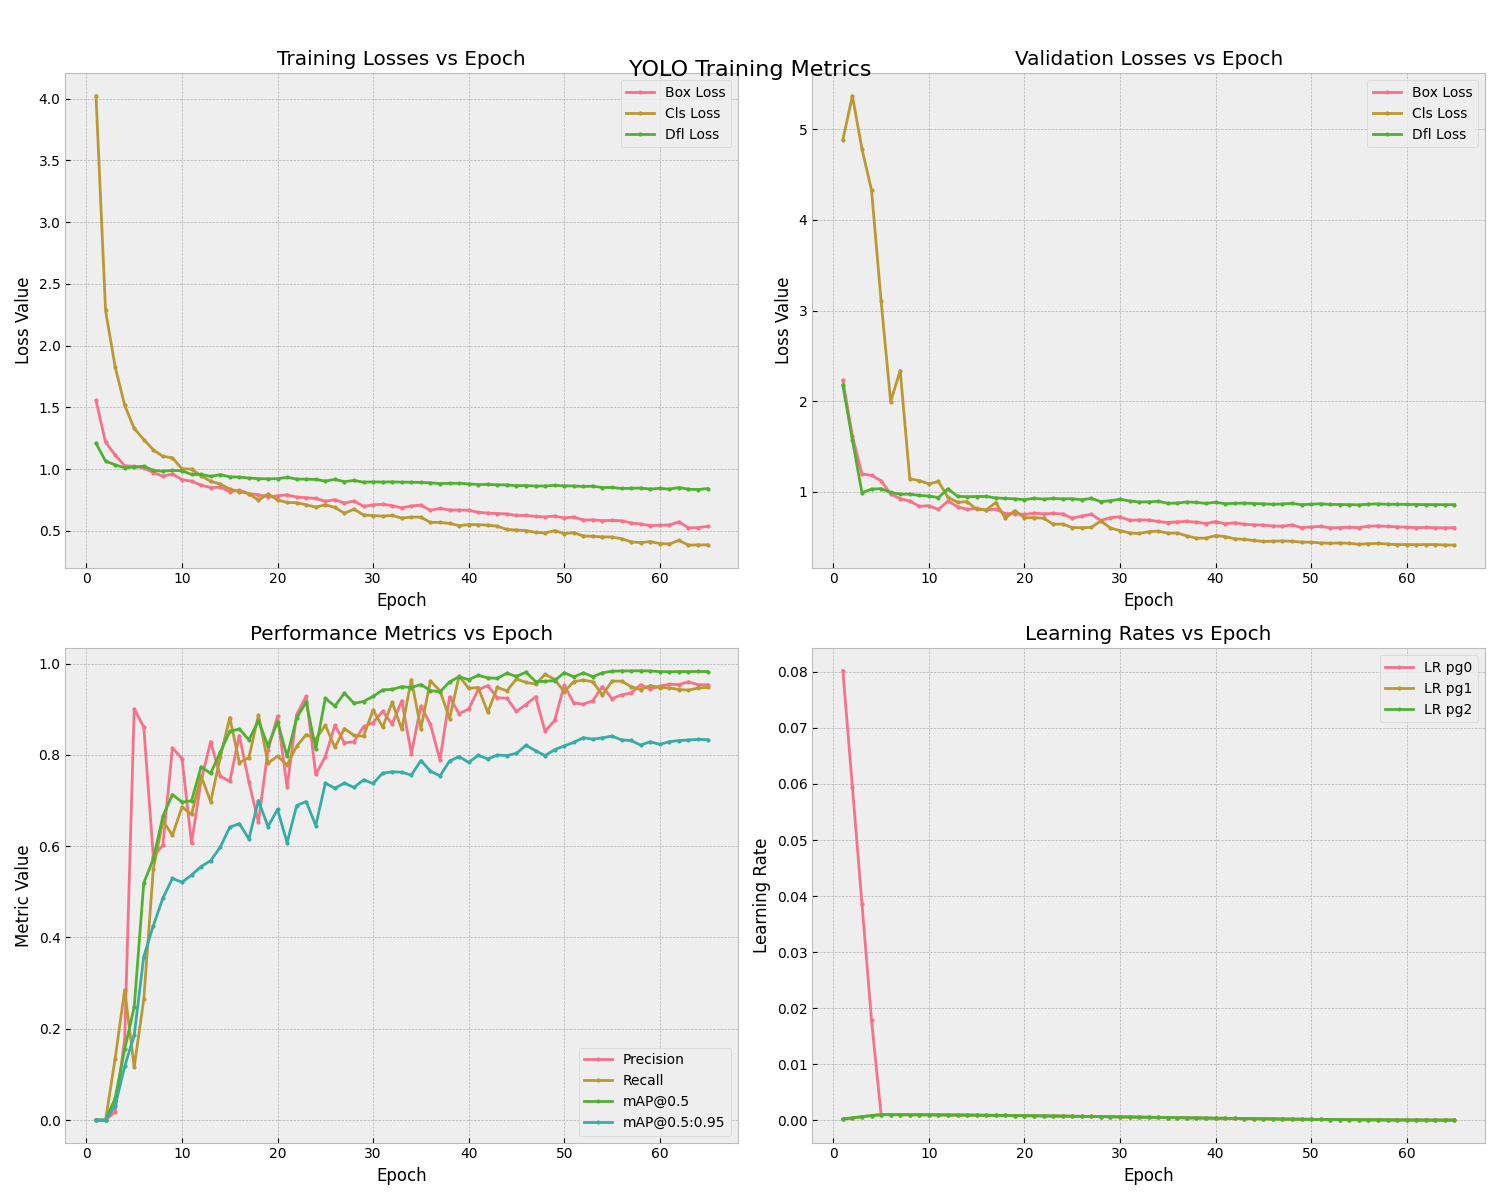 YOLO Training Metrics
Training Losses vs Epoch
Loss Value
4.0
3.5
3.0
2.5
2.0
1.5
1.0
0.5
Box Loss
Cls Loss
Dfl Loss
0 10 20 30 40 50 60
Epoch
Validation Losses vs Epoch
Loss Value
5
4
3
2
1
Box Loss
Cls Loss
Dfl Loss
0 10 20 30 40 50 60
Epoch
Performance Metrics vs Epoch
Metric Value
1.0
0.8
0.6
0.4
0.2
0.0
Precision
Recall
mAP@0.5
mAP@0.5:0.95
0 10 20 30 40 50 60
Epoch
Learning Rates vs Epoch
Learning Rate
0.08
0.07
0.06
0.05
0.04
0.03
0.02
0.01
0.00
LR pg0
LR pg1
LR pg2
0 10 20 30 40 50 60
Epoch